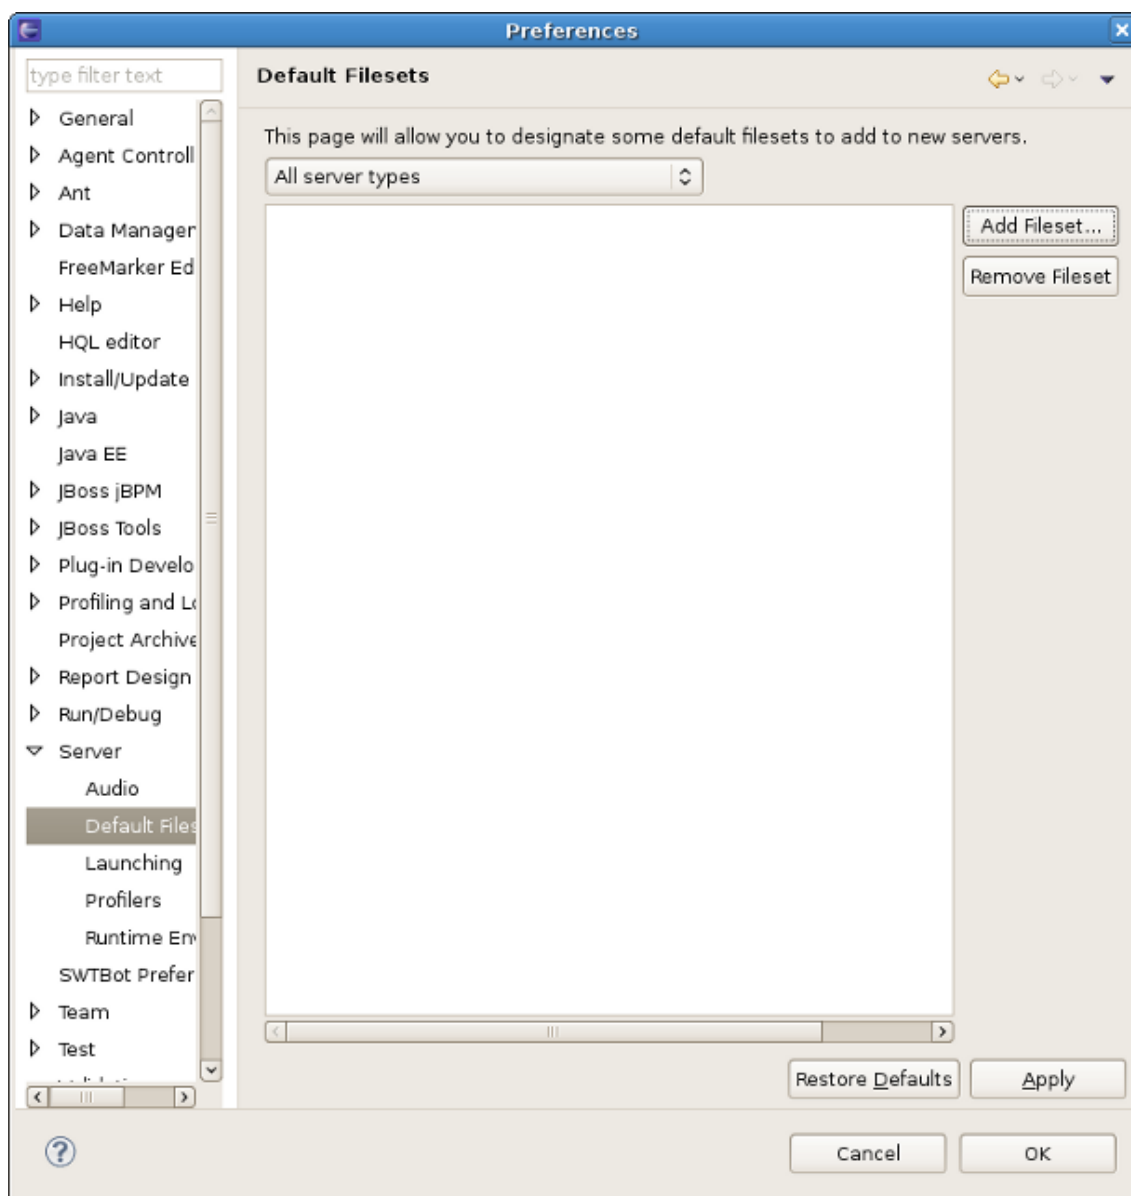 Preferences
type filter text
General
Agent Controll
Ant
Data Manager
FreeMarker Ed
Help
HQL editor
Install/Update
Java
Java EE
JBoss jBPM
JBoss Tools
Plug-in Develo
Profiling and Lo
Project Archive
Report Design
Run/Debug
Server
Audio
Default Files
Launching
Profilers
Runtime Env
SWTBot Prefer
Team
Test
Default Filesets
This page will allow you to designate some default filesets to add to new servers.
All server types
Add Fileset...
Remove Fileset
Restore Defaults
Apply
Cancel
OK